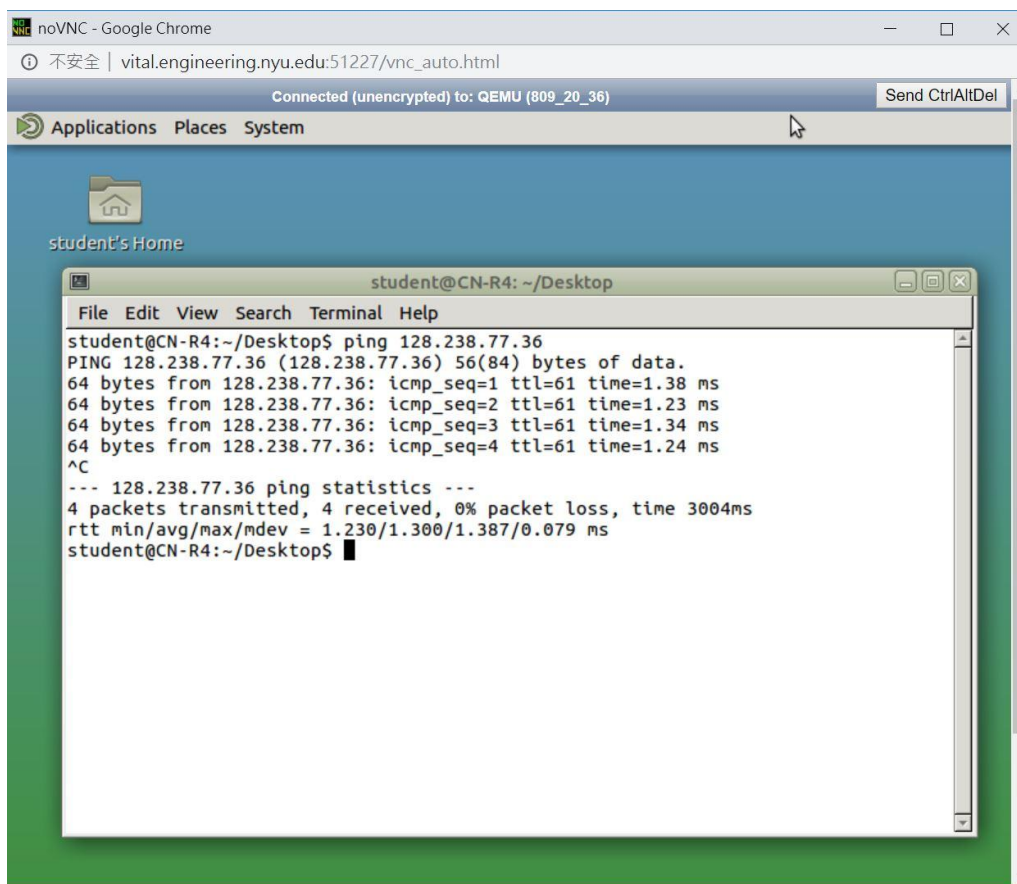 noVNC - Google Chrome
不安全 | vital.engineering.nyu.edu:51227/vnc_auto.html
Connected (unencrypted) to: QEMU (809_20_36)
Send CtrlAltDel
Applications Places System
student's Home
student@CN-R4: ~/Desktop
File Edit View Search Terminal Help
student@CN-R4:~/Desktop$ ping 128.238.77.36
PING 128.238.77.36 (128.238.77.36) 56(84) bytes of data.
64 bytes from 128.238.77.36: icmp_seq=1 ttl=61 time=1.38 ms
64 bytes from 128.238.77.36: icmp_seq=2 ttl=61 time=1.23 ms
64 bytes from 128.238.77.36: icmp_seq=3 ttl=61 time=1.34 ms
64 bytes from 128.238.77.36: icmp_seq=4 ttl=61 time=1.24 ms
^C
--- 128.238.77.36 ping statistics ---
4 packets transmitted, 4 received, 0% packet loss, time 3004ms
rtt min/avg/max/mdev = 1.230/1.300/1.387/0.079 ms
student@CN-R4:~/Desktop$